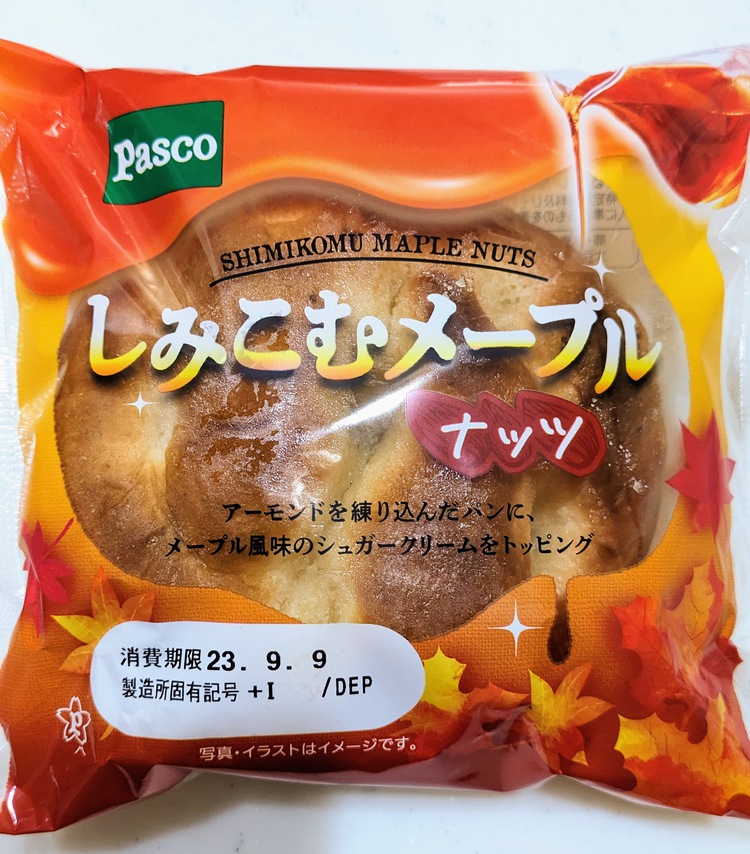 Pasco
SHIMIKOMU MAPLE NUTS
しみこむメープル
ナッツ
アーモンドを練り込んだパンに、
メープル風味のシュガークリームをトッピング
消費期限 23. 9. 9
製造所固有記号 +I /DEP
写真・イラストはイメージです。